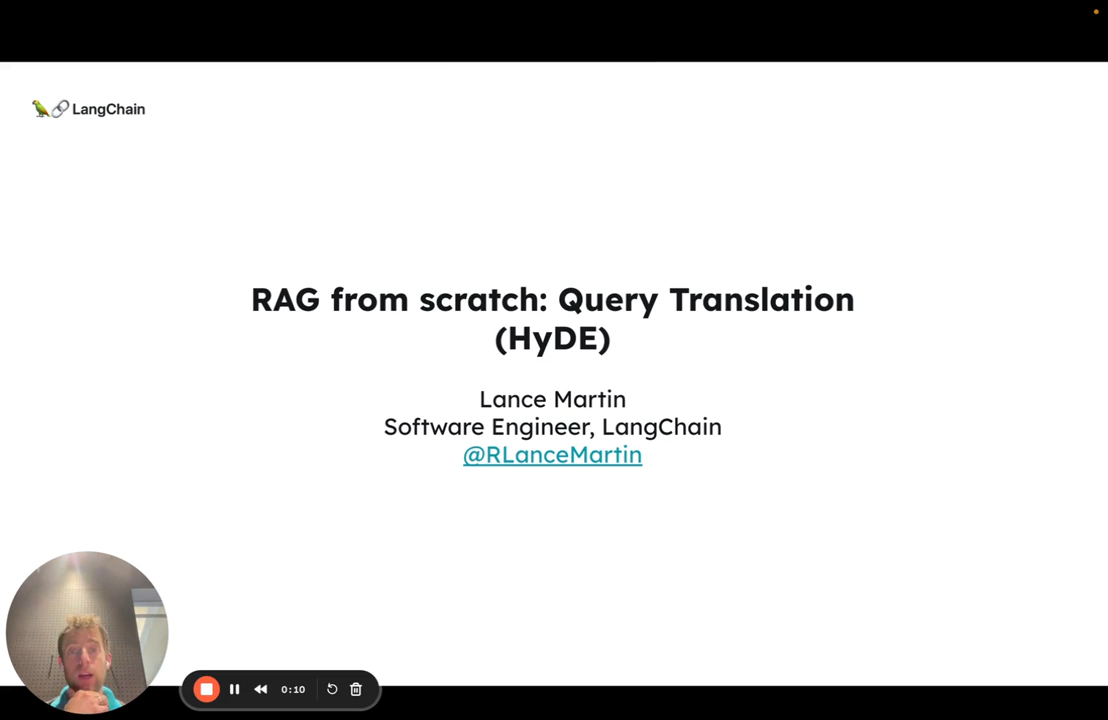 LangChain
RAG from scratch: Query Translation
(HyDE)
Lance Martin
Software Engineer, LangChain
@RLanceMartin
0:10